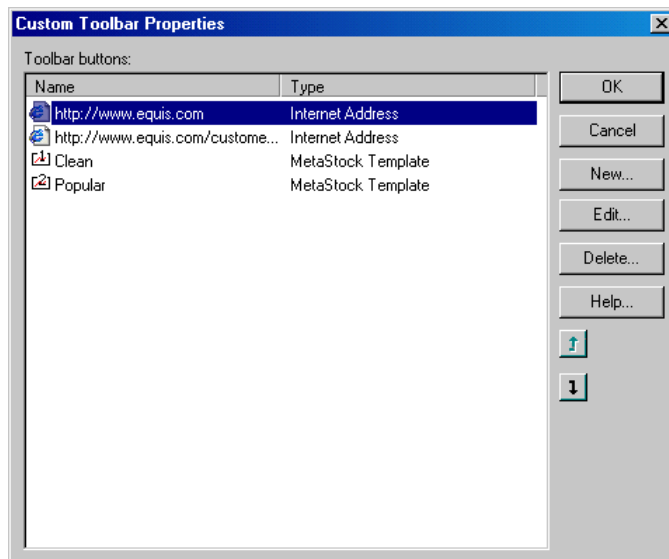 Custom Toolbar Properties
Toolbar buttons:
Name Type
http://www.equis.com Internet Address
http://www.equis.com/custome... Internet Address
Clean MetaStock Template
Popular MetaStock Template
OK
Cancel
New...
Edit...
Delete...
Help...